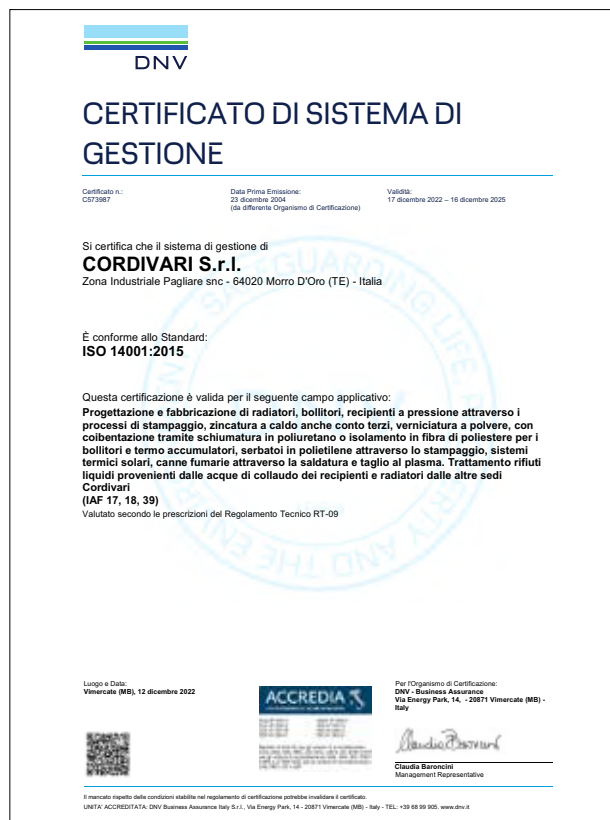 DNV
CERTIFICATO DI SISTEMA DI
GESTIONE
Certificato n.:
C573987
Data Prima Emissione:
23 dicembre 2004
(da differente Organismo di Certificazione)
Validità:
17 dicembre 2022 – 16 dicembre 2025
Si certifica che il sistema di gestione di
CORDIVARI S.r.l.
Zona Industriale Pagliare snc - 64020 Morro D'Oro (TE) - Italia
È conforme allo Standard:
ISO 14001:2015
Questa certificazione è valida per il seguente campo applicativo:
Progettazione e fabbricazione di radiatori, bollitori, recipienti a pressione attraverso i
processi di stampaggio, zincatura a caldo anche conto terzi, verniciatura a polvere, con
coibentazione tramite schiumatura in poliuretano o isolamento in fibra di poliestere per i
bollitori e termo accumulatori, serbatoi in polietilene attraverso lo stampaggio, sistemi
termici solari, canne fumarie attraverso la saldatura e taglio al plasma. Trattamento rifiuti
liquidi provenienti dalle acque di collaudo dei recipienti e radiatori dalle altre sedi
Cordivari
(IAF 17, 18, 39)
Valutato secondo le prescrizioni del Regolamento Tecnico RT-09
Luogo e Data:
Vimercate (MB), 12 dicembre 2022
ACCREDIA
Per l'Organismo di Certificazione:
DNV - Business Assurance
Via Energy Park, 14, - 20871 Vimercate (MB) -
Italy
Claudia Baroncini
Claudia Baroncini
Management Representative
Il mancato rispetto delle condizioni stabilite nel regolamento di certificazione potrebbe invalidare il certificato.
UNITA' ACCREDITATA: DNV Business Assurance Italy S.r.l., Via Energy Park, 14 - 20871 Vimercate (MB) - Italy - TEL: +39 68 99 905. www.dnv.it